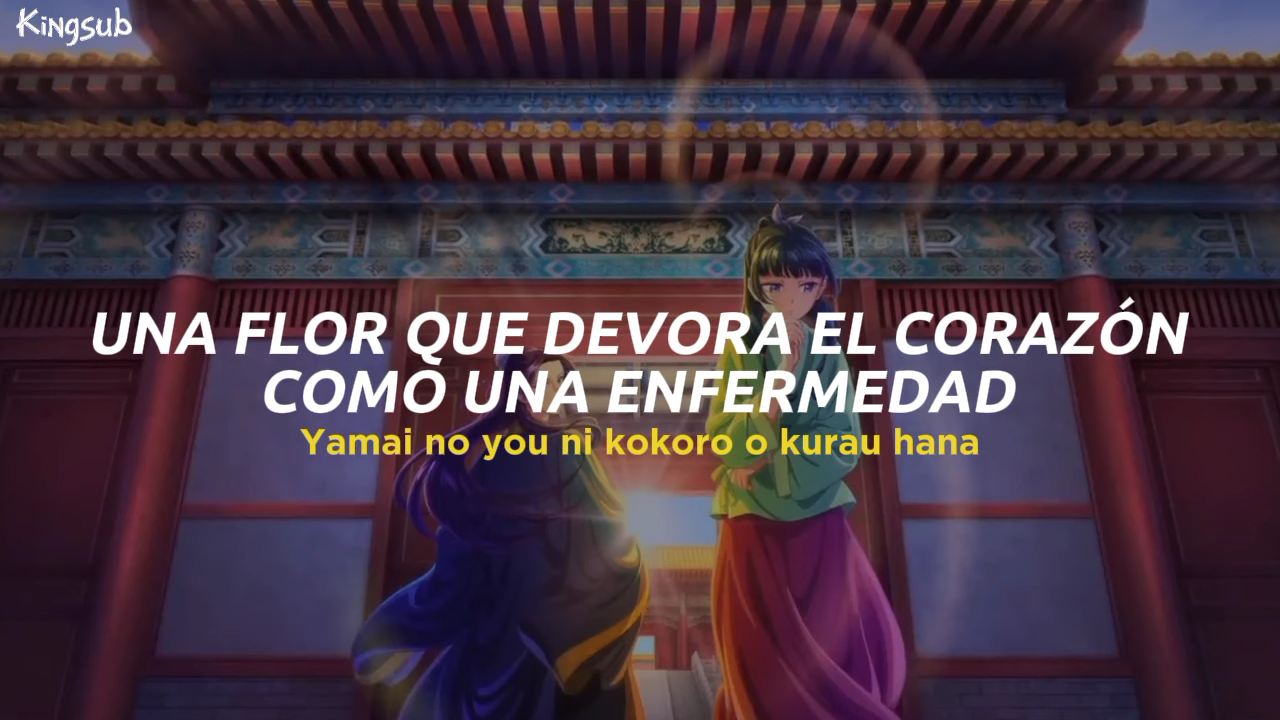 Kingsub
UNA FLOR QUE DEVORA EL CORAZÓN
COMO UNA ENFERMEDAD
Yamai no you ni kokoro o kurau hana